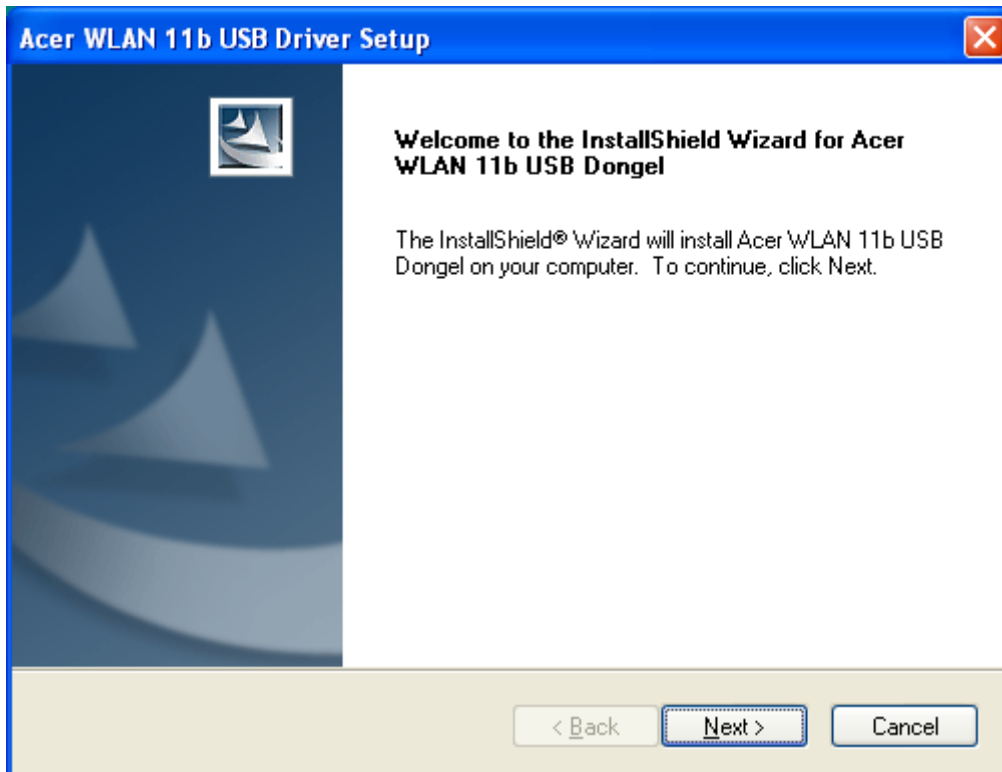 Acer WLAN 11b USB Driver Setup
Welcome to the InstallShield Wizard for Acer
WLAN 11b USB Dongel
The InstallShield® Wizard will install Acer WLAN 11b USB
Dongel on your computer. To continue, click Next.
< Back
Next >
Cancel